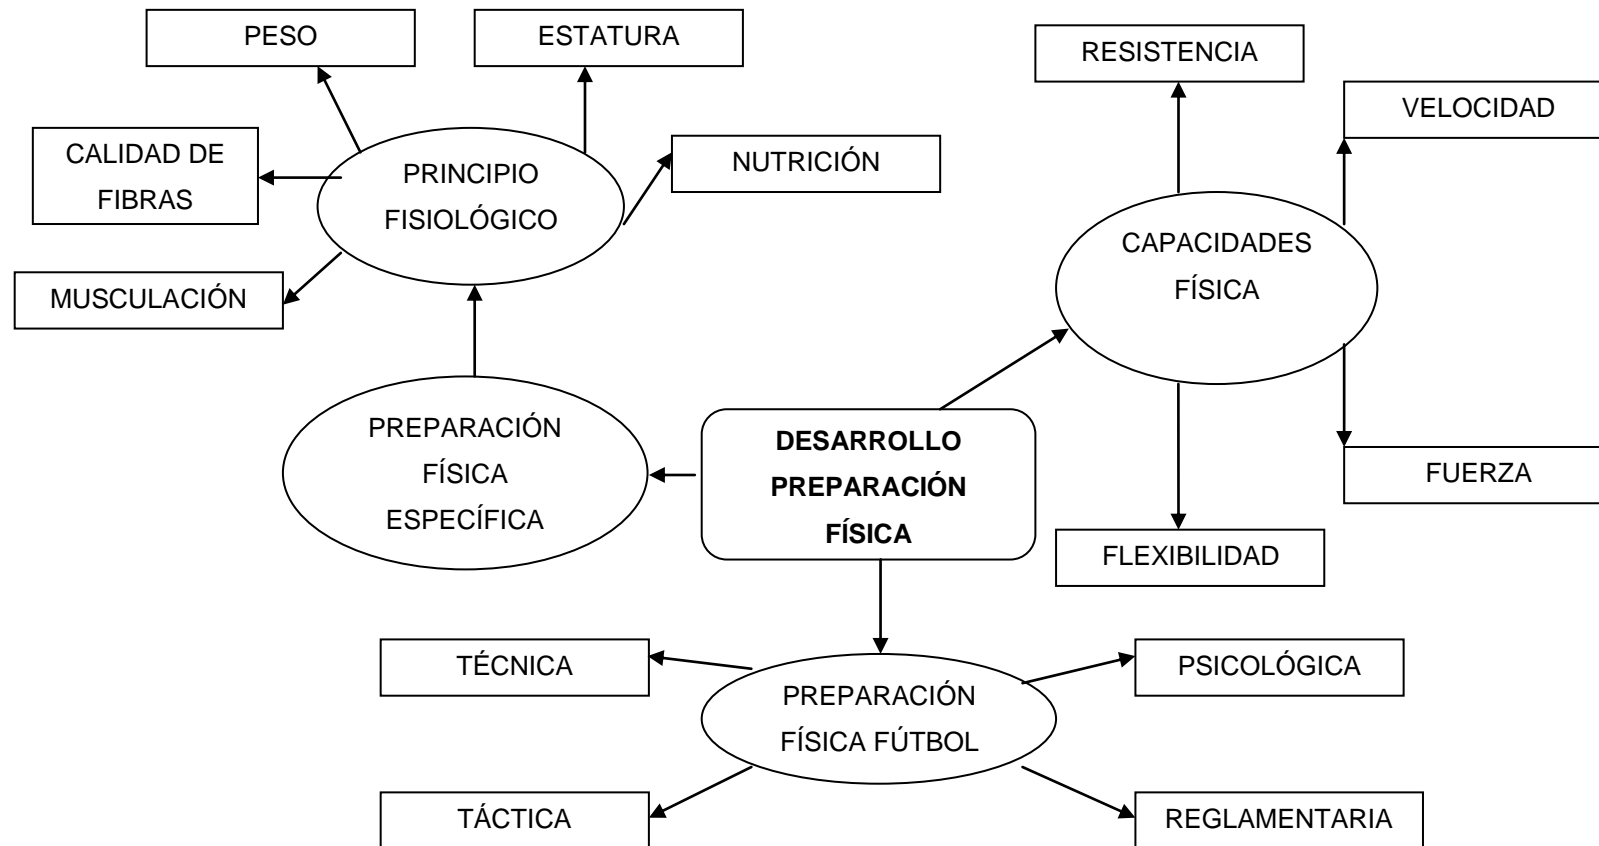 PESO
ESTATURA
RESISTENCIA
VELOCIDAD
CALIDAD DE
FIBRAS
PRINCIPIO
FISIOLÓGICO
NUTRICIÓN
CAPACIDADES
FÍSICA
MUSCULACIÓN
PREPARACIÓN
FÍSICA
ESPECÍFICA
DESARROLLO
PREPARACIÓN
FÍSICA
FUERZA
FLEXIBILIDAD
TÉCNICA
PREPARACIÓN
FÍSICA FÚTBOL
PSICOLÓGICA
TÁCTICA
REGLAMENTARIA